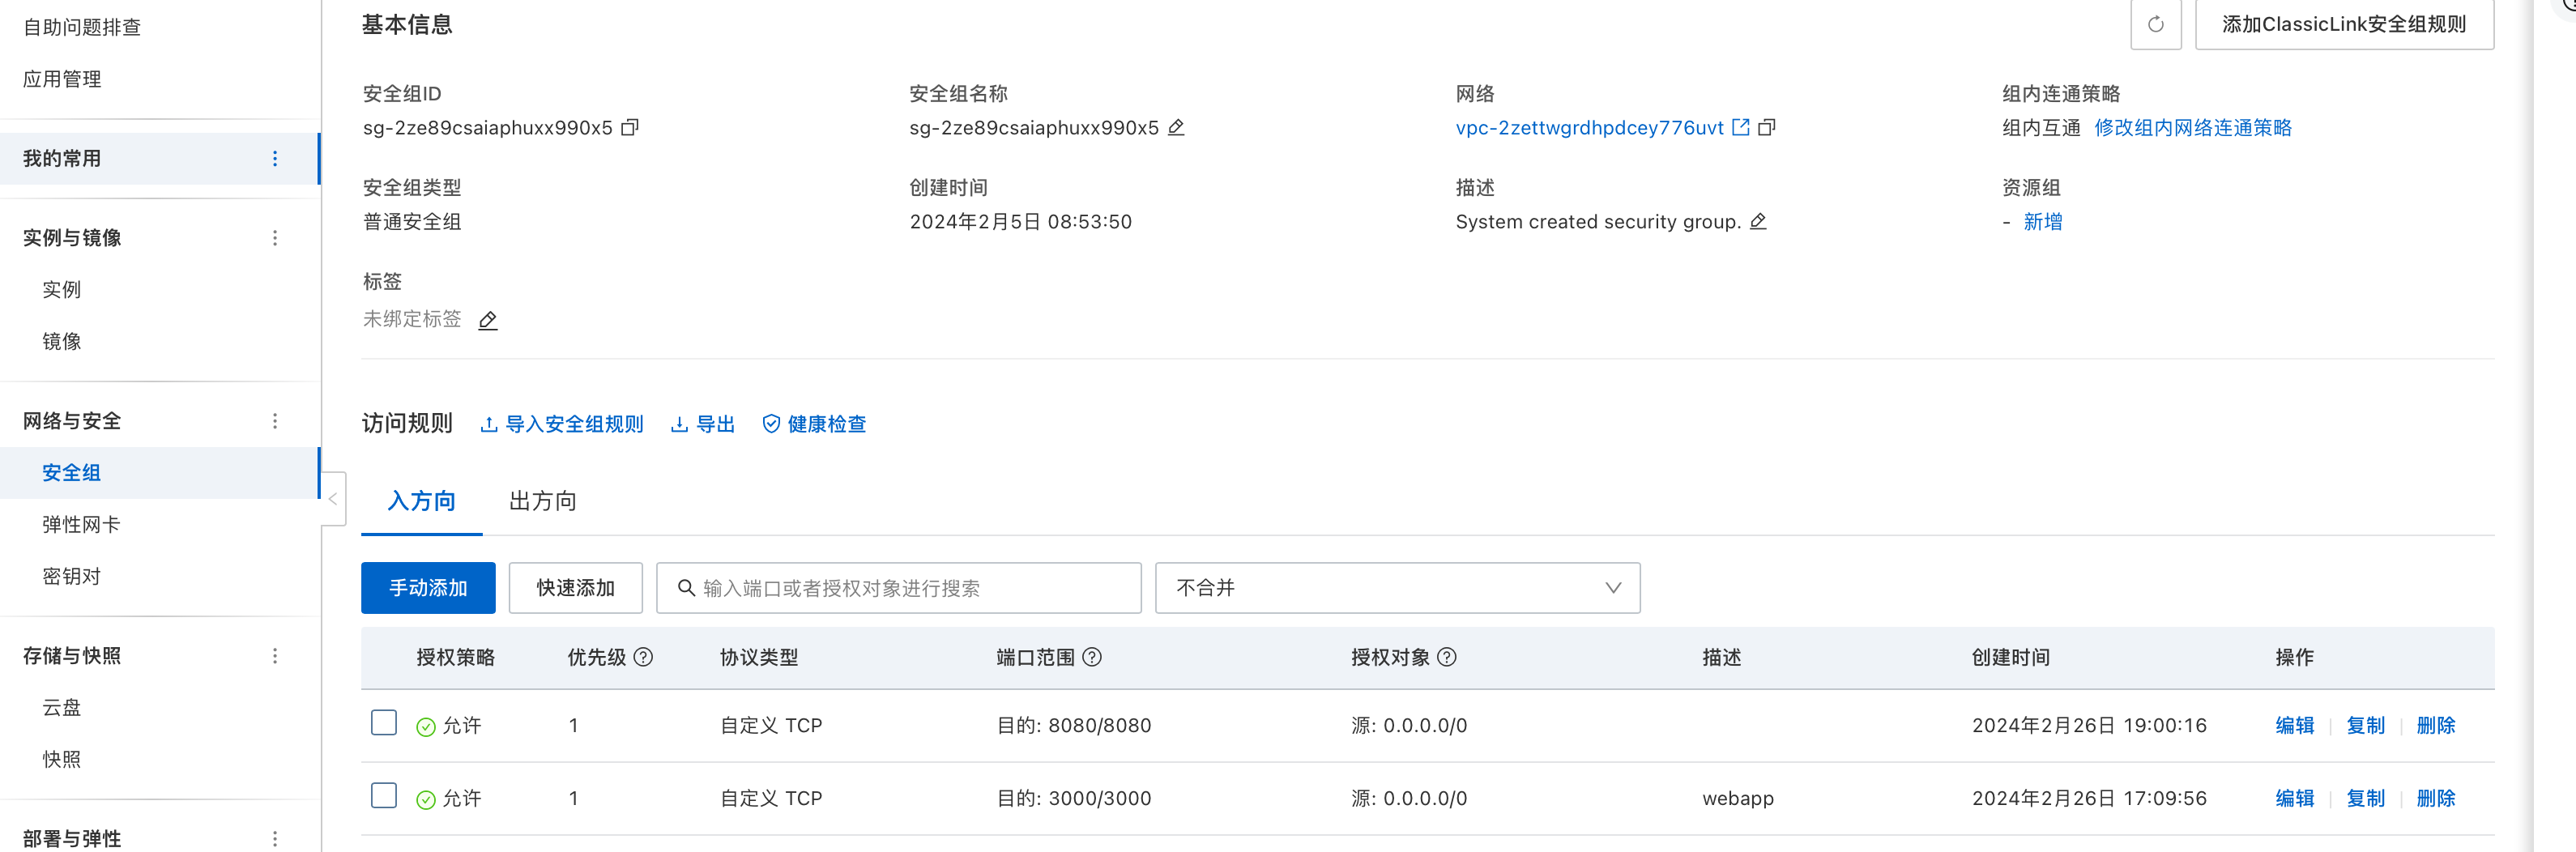 自助问题排查
应用管理
我的常用
实例与镜像
实例
镜像
网络与安全
安全组
弹性网卡
密钥对
存储与快照
云盘
快照
部署与弹性
基本信息
添加ClassicLink安全组规则
安全组ID
sg-2ze89csaiaphuxx990x5
安全组名称
sg-2ze89csaiaphuxx990x5
网络
vpc-2zettwgrdhpdcey776uvt
组内连通策略
组内互通 修改组内网络连通策略
安全组类型
普通安全组
创建时间
2024年2月5日 08:53:50
描述
System created security group.
资源组
- 新增
标签
未绑定标签
访问规则 导入安全组规则 导出 健康检查
入方向 出方向
手动添加 快速添加 输入端口或者授权对象进行搜索 不合并
授权策略 优先级 协议类型 端口范围 授权对象 描述 创建时间 操作
允许 1 自定义 TCP 目的: 8080/8080 源: 0.0.0.0/0 2024年2月26日 19:00:16 编辑 复制 删除
允许 1 自定义 TCP 目的: 3000/3000 源: 0.0.0.0/0 webapp 2024年2月26日 17:09:56 编辑 复制 删除